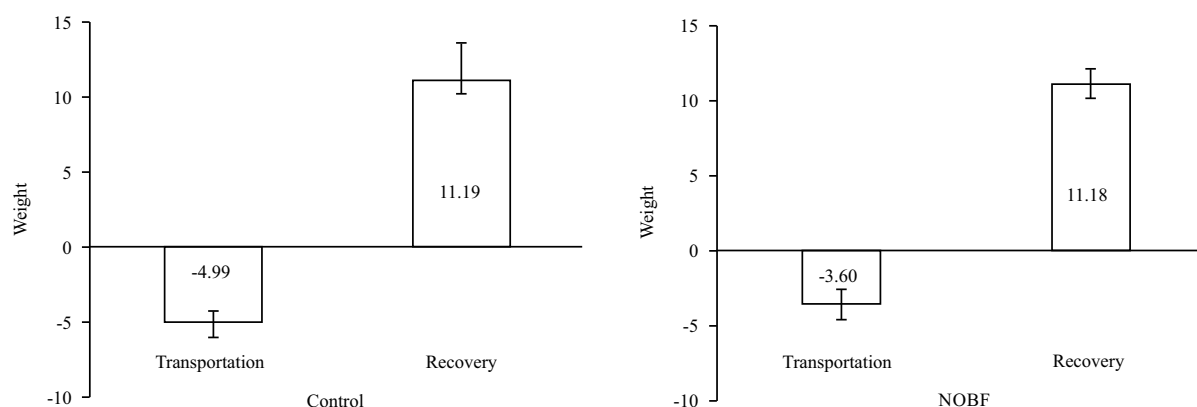 15
10
5
0
-5
-10
Weight
11.19
-4.99
Transportation
Recovery
Control
15
10
5
0
-5
-10
Weight
11.18
-3.60
Transportation
Recovery
NOBF